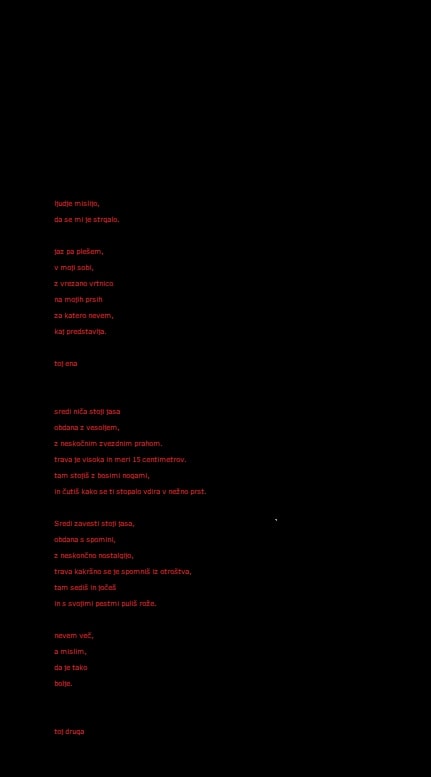 ljudje mislijo,
da se mi je strgalo.
jaz pa plešem,
v moji sobi,
z vrezano vrtnico
na mojih prsih
za katero nevem,
kaj predstavlja.
toj ena
sredi niča stoji jasa
obdana z vesoljem,
z neskočnim zvezdnim prahom.
trava je visoka in meri 15 centimetrov.
tam stojiš z bosimi nogami,
in čutiš kako se ti stopalo vdira v nežno prst.
Sredi zavesti stoji jasa,
obdana s spomini,
z neskončno nostalgijo,
trava kakršno se je spomniš iz otroštva,
tam sediš in ječeš
in s svojimi pestmi puliš rože.
nevem več,
a mislim,
da je tako
bolje.
toj druga